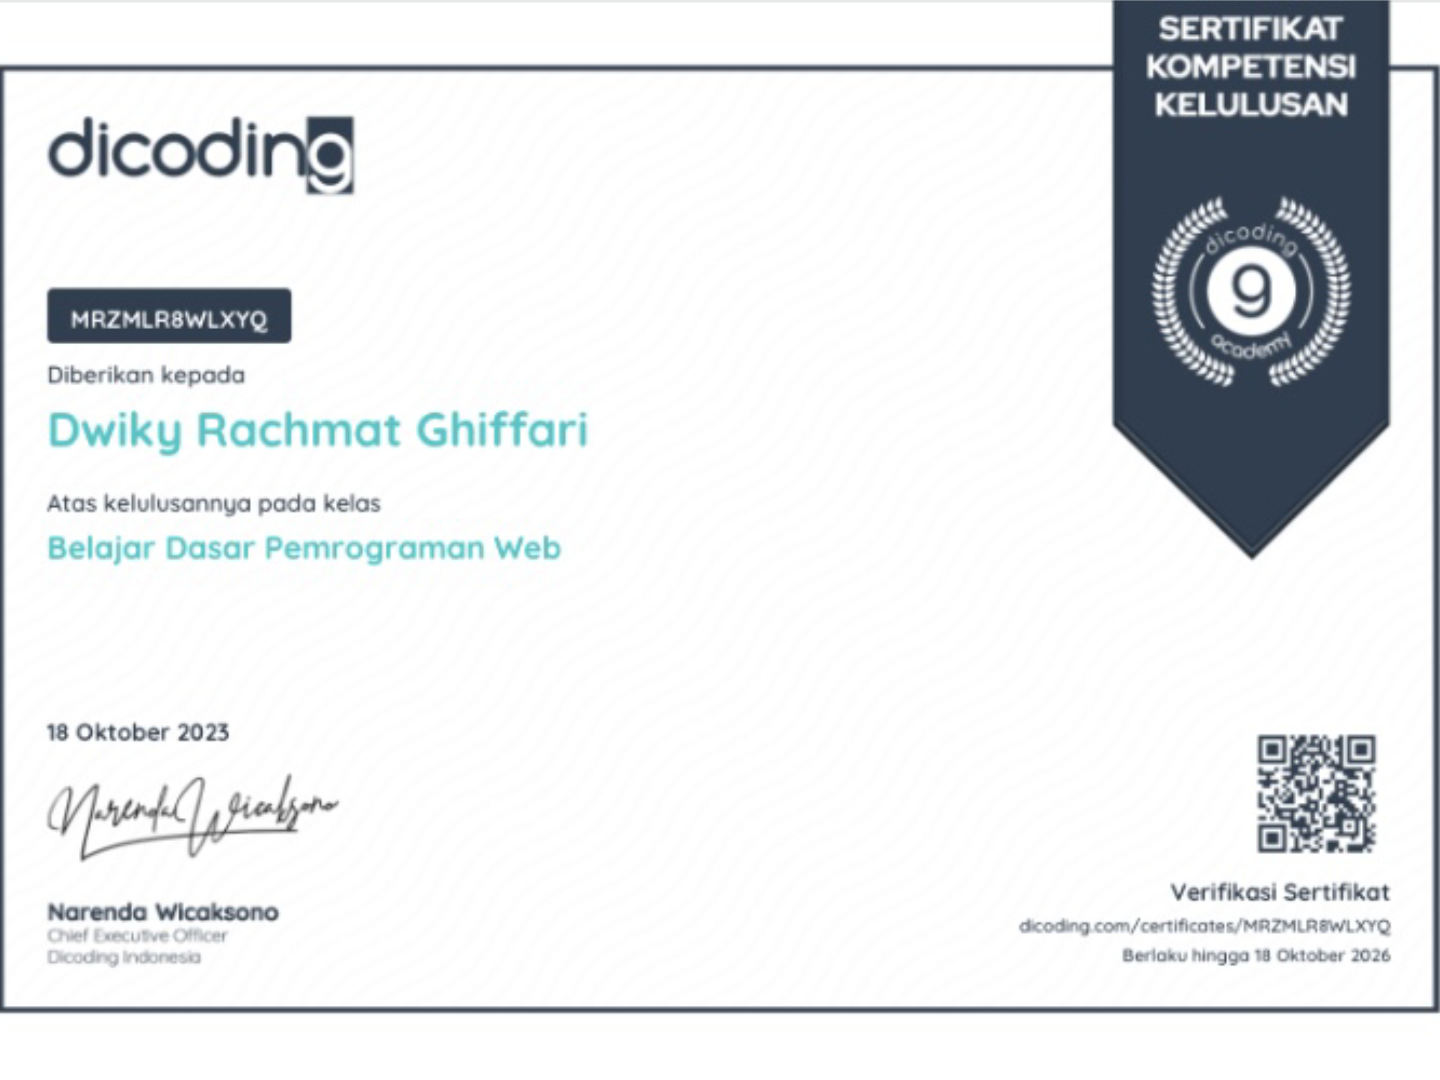 SERTIFIKAT
KOMPETENSI
KELULUSAN
dicoding
dicoding
g
academy
MRZMLR8WLXYQ
Diberikan kepada
Dwiky Rachmat Ghiffari
Atas kelulusannya pada kelas
Belajar Dasar Pemrograman Web
18 Oktober 2023
Narenda Wicaksono
Narenda Wicaksono
Chief Executive Officer
Dicoding Indonesia
Verifikasi Sertifikat
dicoding.com/certificates/MRZMLR8WLXYQ
Berlaku hingga 18 Oktober 2026